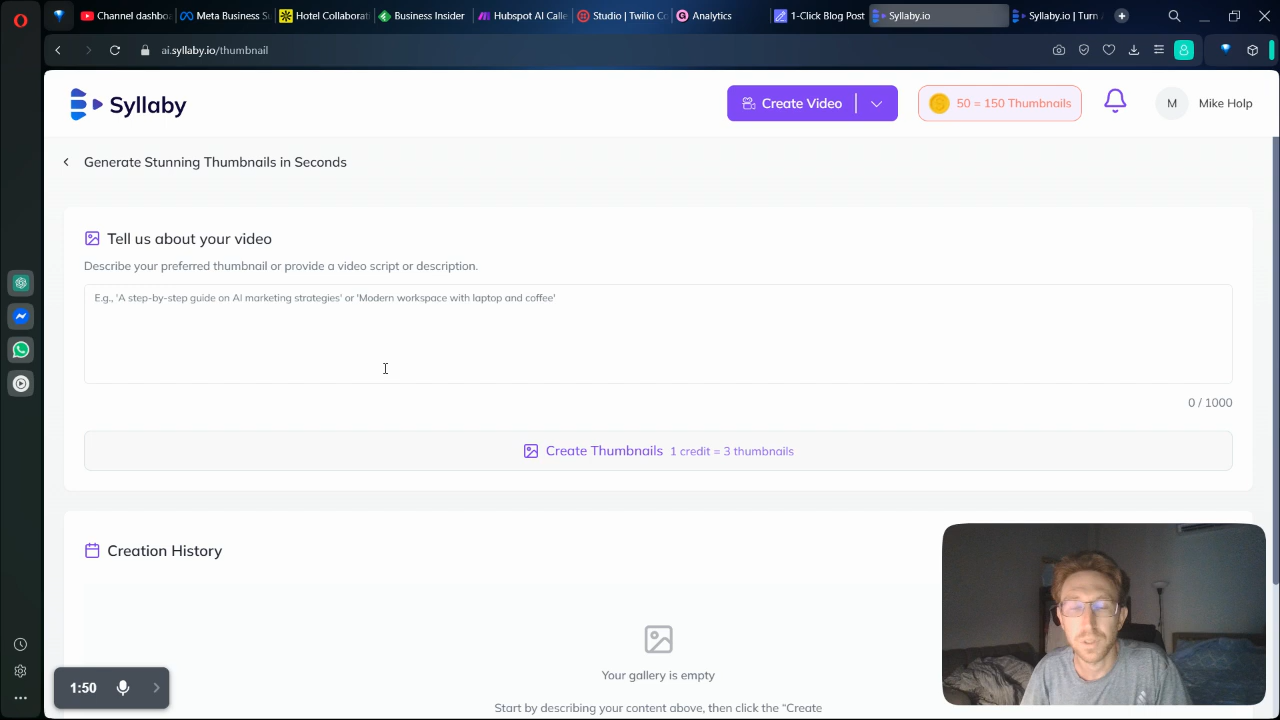 Channel dashb
Meta Business Su
Hotel Collaborat
Business Insider
Hubspot AI Calle
Studio | Twilio C
Analytics
1-Click Blog Post
Syllaby.io
Syllaby.io | Turn
ai.syllaby.io/thumbnail
Syllaby
Create Video
50 = 150 Thumbnails
M
Mike Holp
Generate Stunning Thumbnails in Seconds
Tell us about your video
Describe your preferred thumbnail or provide a video script or description.
E.g., 'A step-by-step guide on AI marketing strategies' or 'Modern workspace with laptop and coffee'
0 / 1000
Create Thumbnails 1 credit = 3 thumbnails
Creation History
Your gallery is empty
Start by describing your content above, then click the "Create
1:50